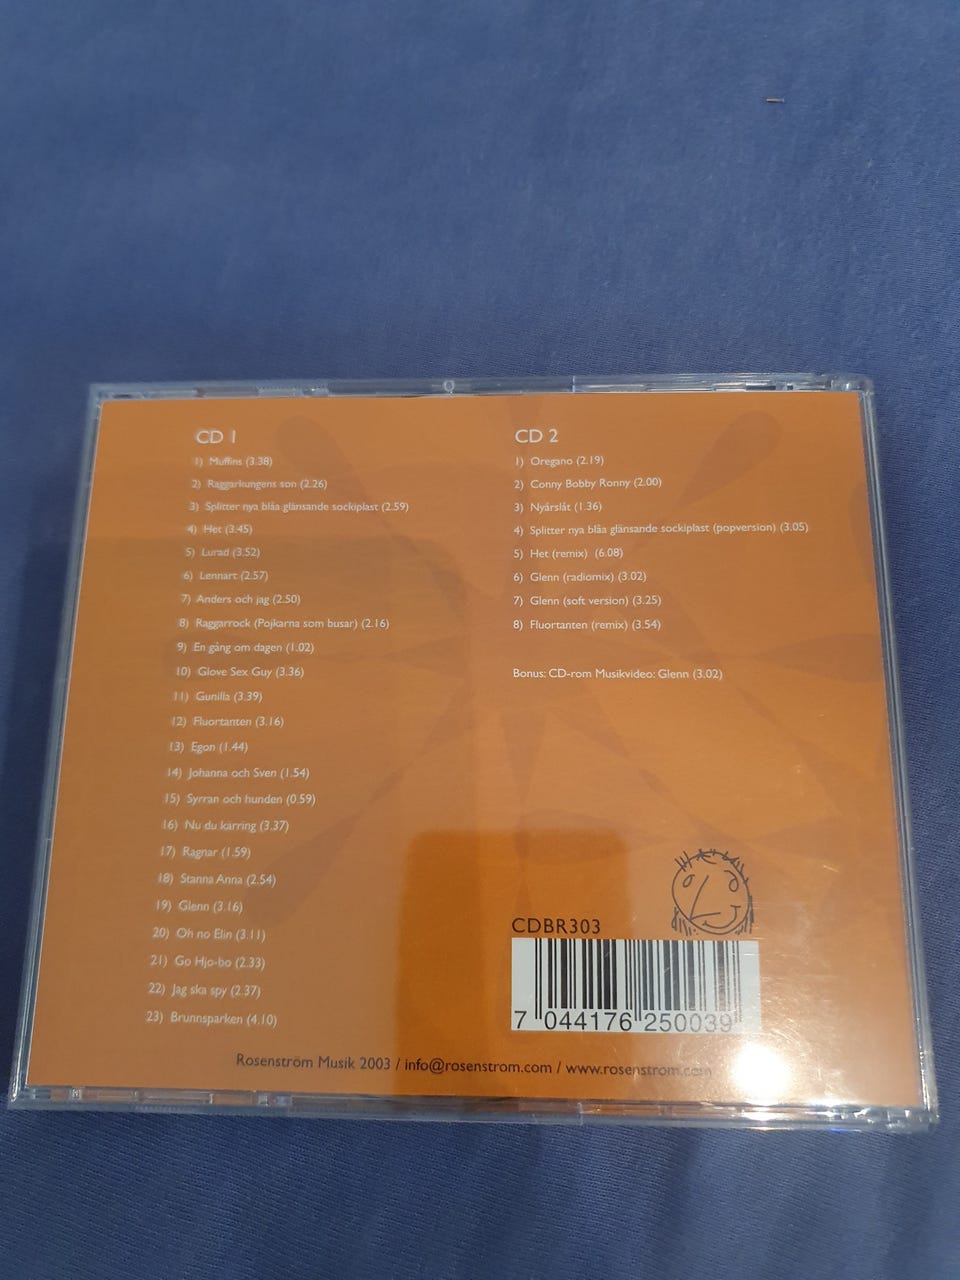 CD 1
1) Muffins (3.38)
2) Raggarkungens son (2.26)
3) Splitter nya blåa glänsande sockiplast (2.59)
4) Het (3.45)
5) Lurad (3.52)
6) Lennart (2.57)
7) Anders och jag (2.50)
8) Raggarrock (Pojkarna som busar) (2.16)
9) En gång om dagen (1.02)
10) Glove Sex Guy (3.36)
11) Gunilla (3.39)
12) Fluortanten (3.16)
13) Egon (1.44)
14) Johanna och Sven (1.54)
15) Syrran och hunden (0.59)
16) Nu du kärring (3.37)
17) Ragnar (1.59)
18) Stanna Anna (2.54)
19) Glenn (3.16)
20) Oh no Elin (3.11)
21) Go Hjo-bo (2.33)
22) Jag ska spy (2.37)
23) Brunnsparken (4.10)
CD 2
1) Oregano (2.19)
2) Conny Bobby Ronny (2.00)
3) Nyårslåt (1.36)
4) Splitter nya blåa glänsande sockiplast (popversion) (3.05)
5) Het (remix) (6.08)
6) Glenn (radiomix) (3.02)
7) Glenn (soft version) (3.25)
8) Fluortanten (remix) (3.54)
Bonus: CD-rom Musikvideo: Glenn (3.02)
CDBR303
7 044176 250039
Rosenström Musik 2003 / info@rosenstrom.com / www.rosenstrom.com